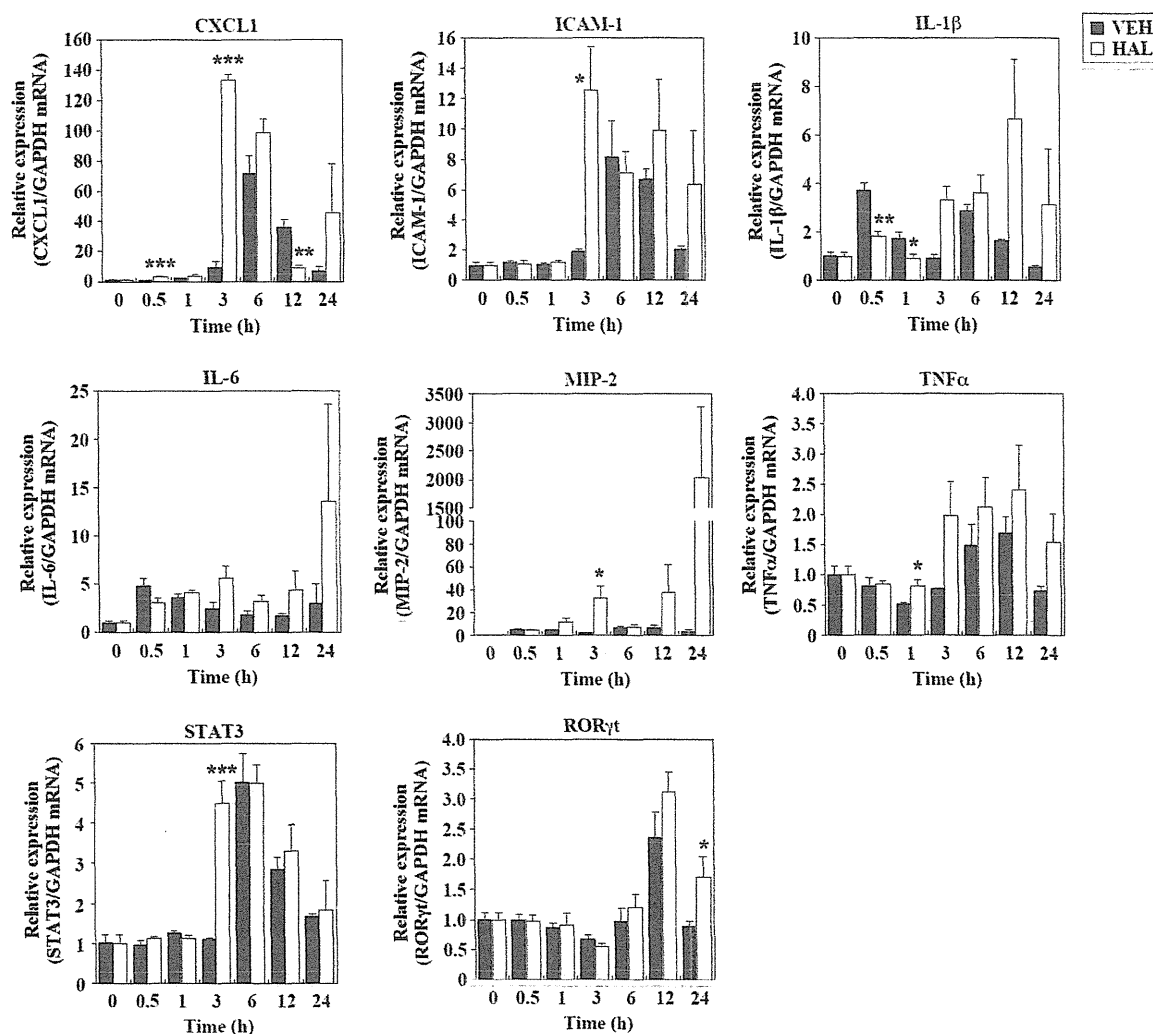 CXCL1
Relative expression
(CXCL1/GAPDH mRNA)
160
140
120
100
80
60
40
20
0
***
***
**
0 0.5 1 3 6 12 24
Time (h)
ICAM-1
Relative expression
(ICAM-1/GAPDH mRNA)
16
14
12
10
8
6
4
2
0
*
0 0.5 1 3 6 12 24
Time (h)
IL-1β
Relative expression
(IL-1β/GAPDH mRNA)
10
8
6
4
2
0
**
*
0 0.5 1 3 6 12 24
Time (h)
VEH
HAL
IL-6
Relative expression
(IL-6/GAPDH mRNA)
25
20
15
10
5
0
0 0.5 1 3 6 12 24
Time (h)
MIP-2
Relative expression
(MIP-2/GAPDH mRNA)
3500
3000
2500
2000
1500
100
80
60
40
20
0
*
0 0.5 1 3 6 12 24
Time (h)
TNFα
Relative expression
(TNFα/GAPDH mRNA)
4.0
3.5
3.0
2.5
2.0
1.5
1.0
0.5
0
*
0 0.5 1 3 6 12 24
Time (h)
STAT3
Relative expression
(STAT3/GAPDH mRNA)
6
5
4
3
2
1
0
***
0 0.5 1 3 6 12 24
Time (h)
RORγt
Relative expression
(RORγt/GAPDH mRNA)
4.0
3.5
3.0
2.5
2.0
1.5
1.0
0.5
0
*
0 0.5 1 3 6 12 24
Time (h)